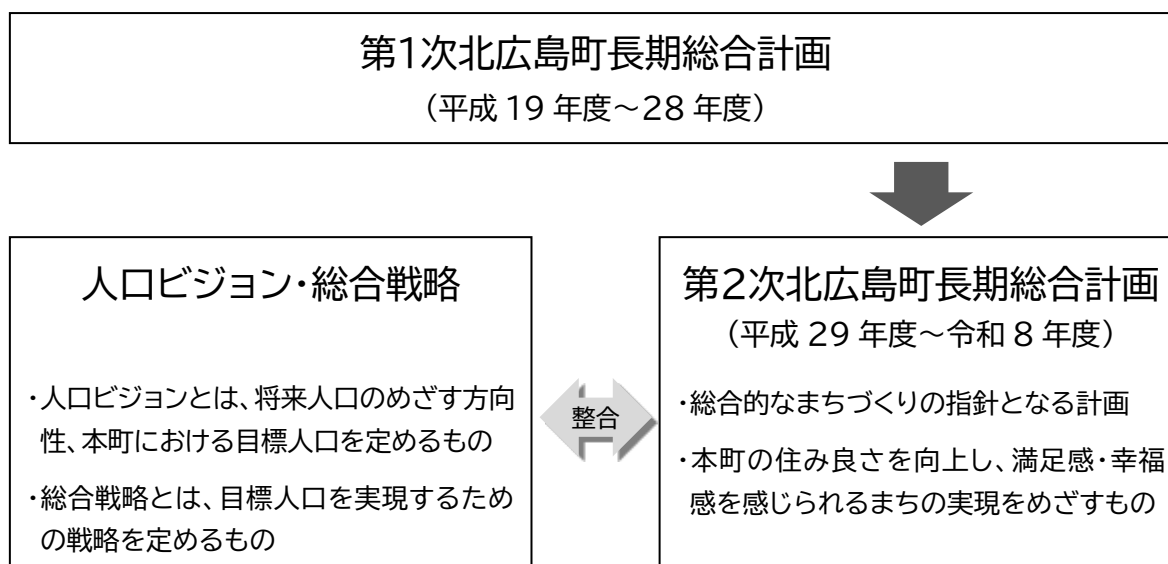 第1次北広島町長期総合計画
（平成 19 年度～28 年度）
人口ビジョン・総合戦略
・人口ビジョンとは、将来人口のめざす方向
性、本町における目標人口を定めるもの
・総合戦略とは、目標人口を実現するため
の戦略を定めるもの
整合
第2次北広島町長期総合計画
（平成 29 年度～令和 8 年度）
・総合的なまちづくりの指針となる計画
・本町の住み良さを向上し、満足感・幸福
感を感じられるまちの実現をめざすもの